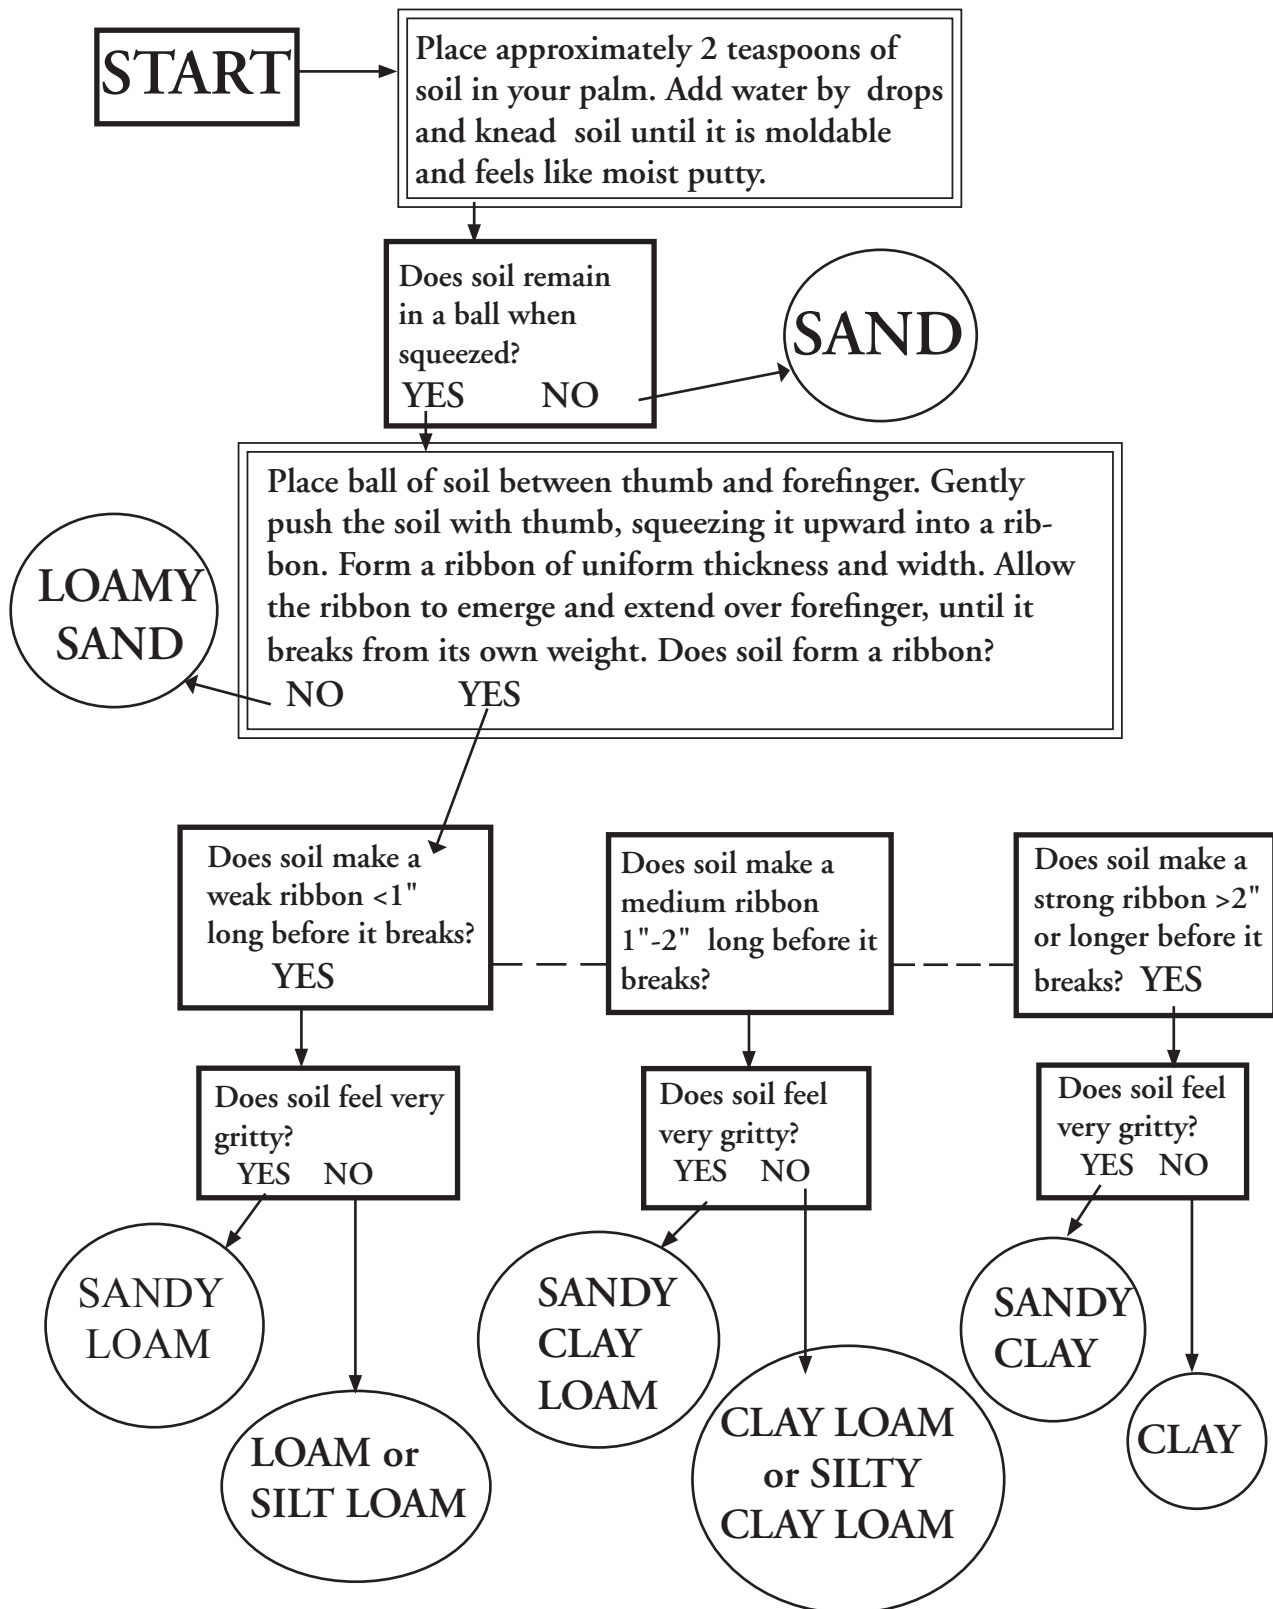 START
Place approximately 2 teaspoons of
soil in your palm. Add water by drops
and knead soil until it is moldable
and feels like moist putty.
Does soil remain
in a ball when
squeezed?
YES NO
SAND
Place ball of soil between thumb and forefinger. Gently
push the soil with thumb, squeezing it upward into a rib-
bon. Form a ribbon of uniform thickness and width. Allow
the ribbon to emerge and extend over forefinger, until it
breaks from its own weight. Does soil form a ribbon?
NO YES
LOAMY
SAND
Does soil make a
weak ribbon <1"
long before it breaks?
YES
Does soil make a
medium ribbon
1"-2" long before it
breaks?
Does soil make a
strong ribbon >2"
or longer before it
breaks? YES
Does soil feel very
gritty?
YES NO
Does soil feel
very gritty?
YES NO
Does soil feel
very gritty?
YES NO
SANDY
LOAM
LOAM or
SILT LOAM
SANDY
CLAY
LOAM
CLAY LOAM
or SILTY
CLAY LOAM
SANDY
CLAY
CLAY